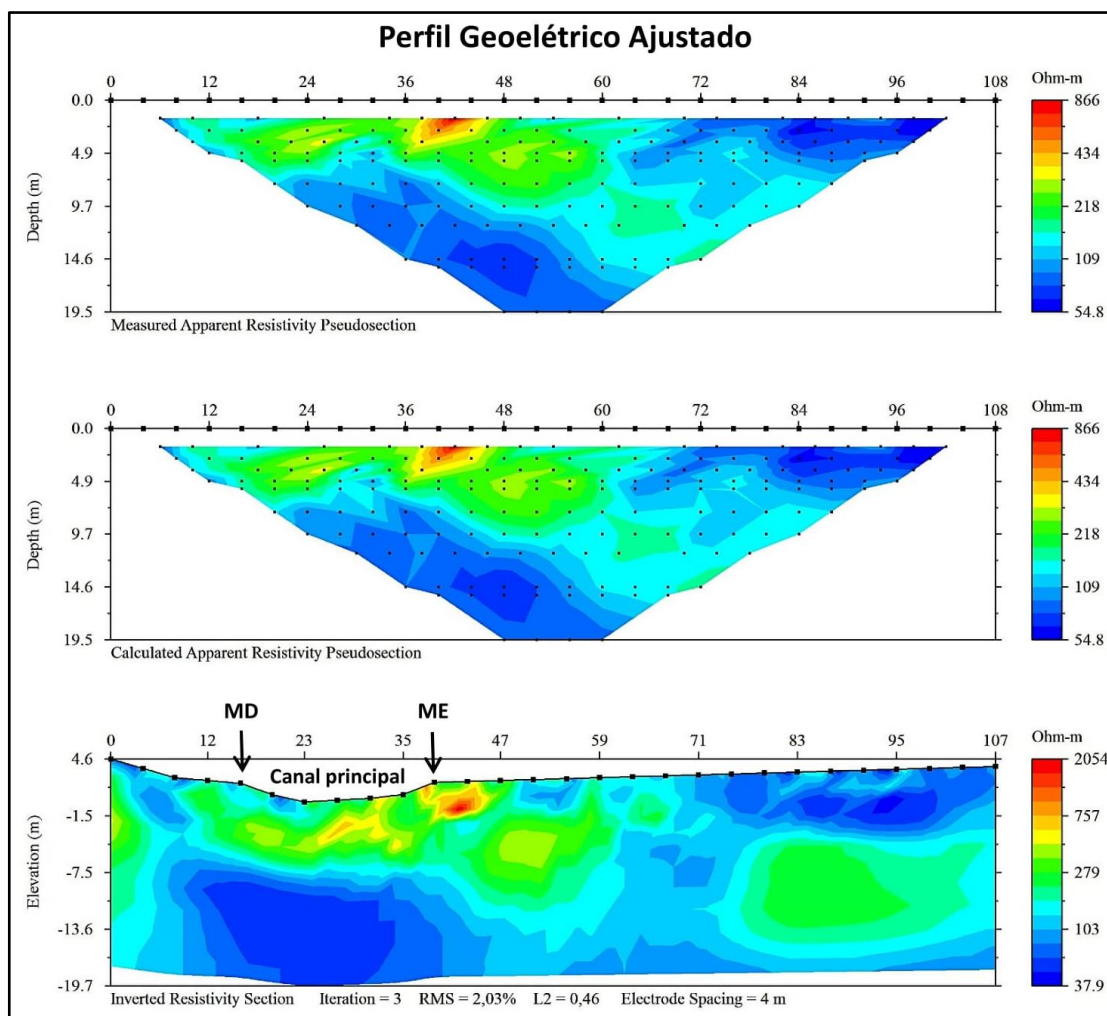 Perfil Geoelétrico Ajustado
0 12 24 36 48 60 72 84 96 108 Ohm-m
0.0 866
4.9 434
Depth (m) 9.7 218
14.6 109
19.5 54.8
Measured Apparent Resistivity Pseudosection
0 12 24 36 48 60 72 84 96 108 Ohm-m
0.0 866
4.9 434
Depth (m) 9.7 218
14.6 109
19.5 54.8
Calculated Apparent Resistivity Pseudosection
MD ME
0 12 23 35 47 59 71 83 95 107 Ohm-m
4.6 2054
Canal principal
-1.5 757
Elevation (m) -7.5 279
-13.6 103
-19.7 37.9
Inverted Resistivity Section Iteration = 3 RMS = 2,03% L2 = 0,46 Electrode Spacing = 4 m